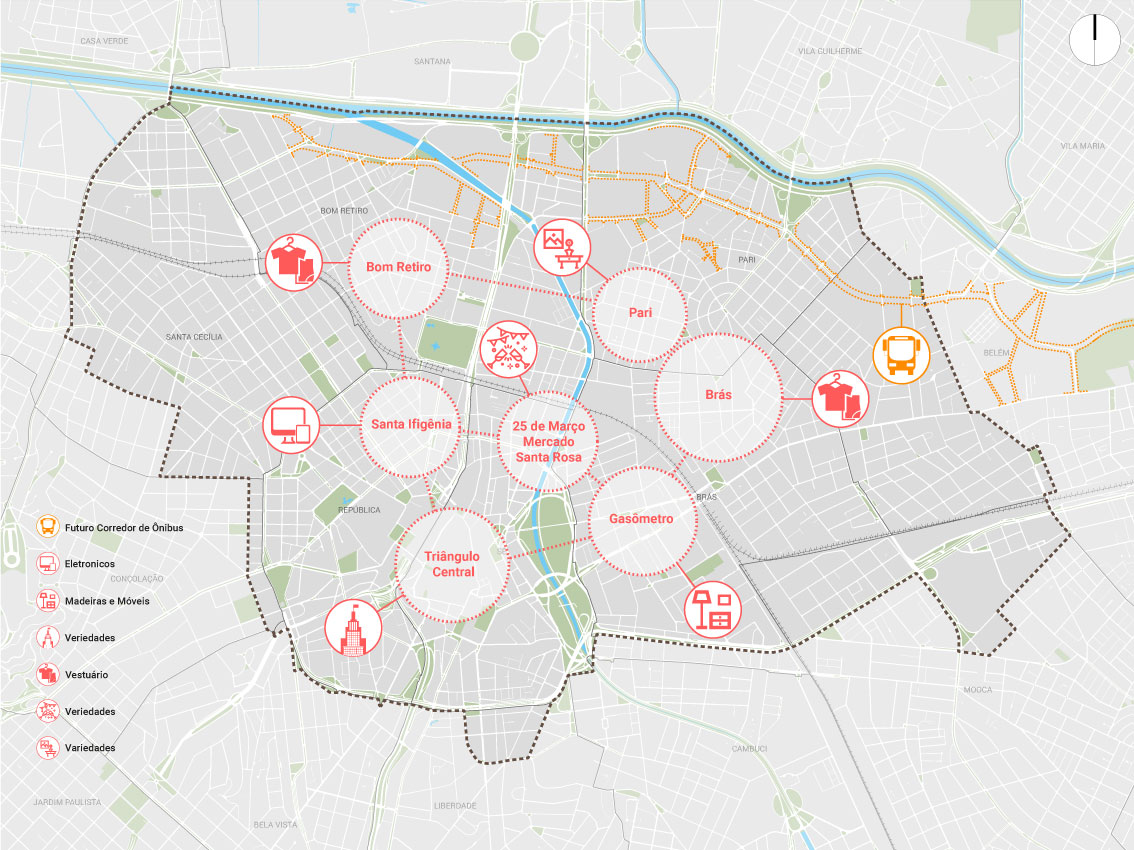 CASA VERDE
SANTANA
VILA GUILHERME
VILA MARIA
BOM RETIRO
PARI
Bom Retiro
Pari
SANTA CECÍLIA
BELÉM
Brás
Santa Ifigênia
25 de Março
Mercado
Santa Rosa
BRÁS
REPÚBLICA
Gasômetro
Triângulo
Central
Futuro Corredor de Ônibus
Eletronicos
CONÇOLAÇÃO
Madeiras e Móveis
Veriedades
Vestuário
Veriedades
Variedades
MOOCA
CAMBUCI
JARDIM PAULISTA
LIBERDADE
BELA VISTA